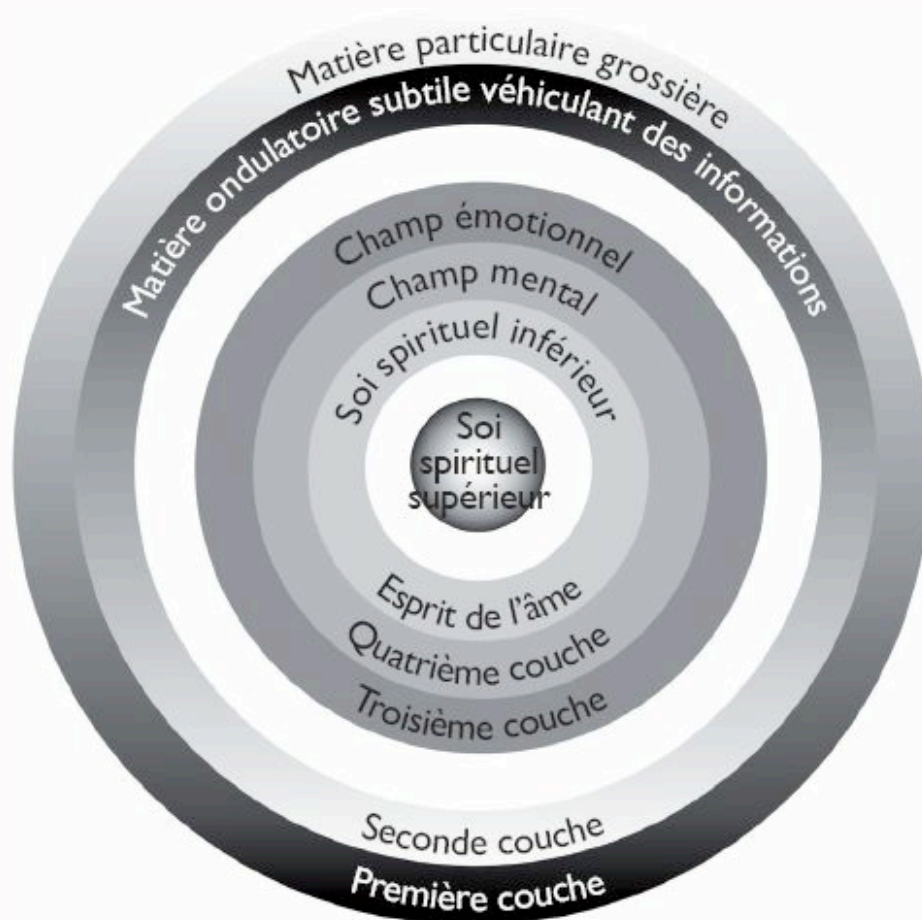 Matière particulaire grossière
Matière ondulatoire subtile véhiculant des informations
Champ émotionnel
Champ mental
Soi spirituel inférieur
Soi
spirituel
supérieur
Esprit de l'âme
Quatrième couche
Troisième couche
Seconde couche
Première couche